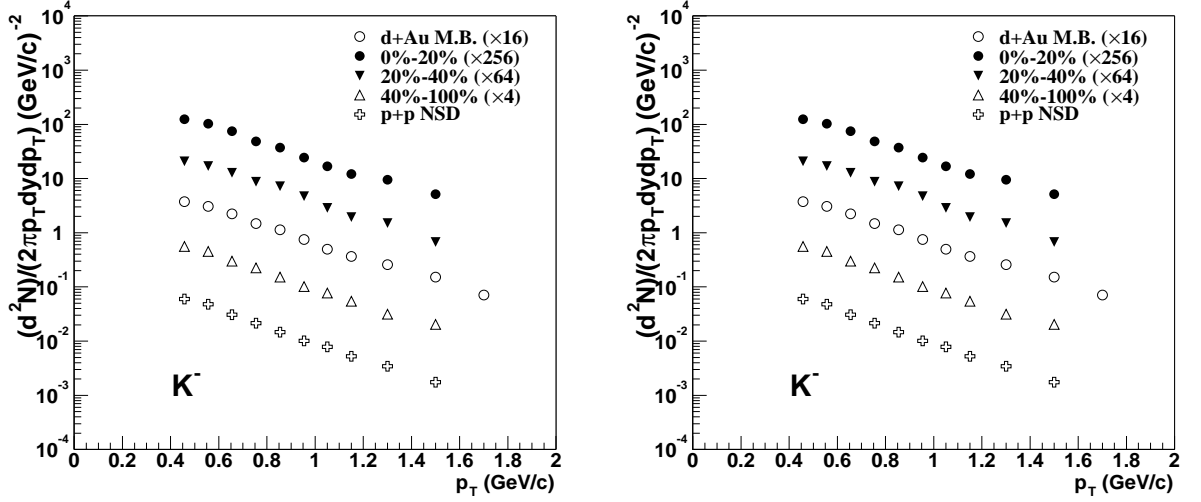 (d²N)/(2πp_T dydp_T) (GeV/c)⁻²
10⁴
10³
10²
10
1
10⁻¹
10⁻²
10⁻³
10⁻⁴
d+Au M.B. (×16)
0%-20% (×256)
20%-40% (×64)
40%-100% (×4)
p+p NSD
K⁻
0 0.2 0.4 0.6 0.8 1 1.2 1.4 1.6 1.8 2
p_T (GeV/c)
(d²N)/(2πp_T dydp_T) (GeV/c)⁻²
10⁴
10³
10²
10
1
10⁻¹
10⁻²
10⁻³
10⁻⁴
d+Au M.B. (×16)
0%-20% (×256)
20%-40% (×64)
40%-100% (×4)
p+p NSD
K⁻
0 0.2 0.4 0.6 0.8 1 1.2 1.4 1.6 1.8 2
p_T (GeV/c)